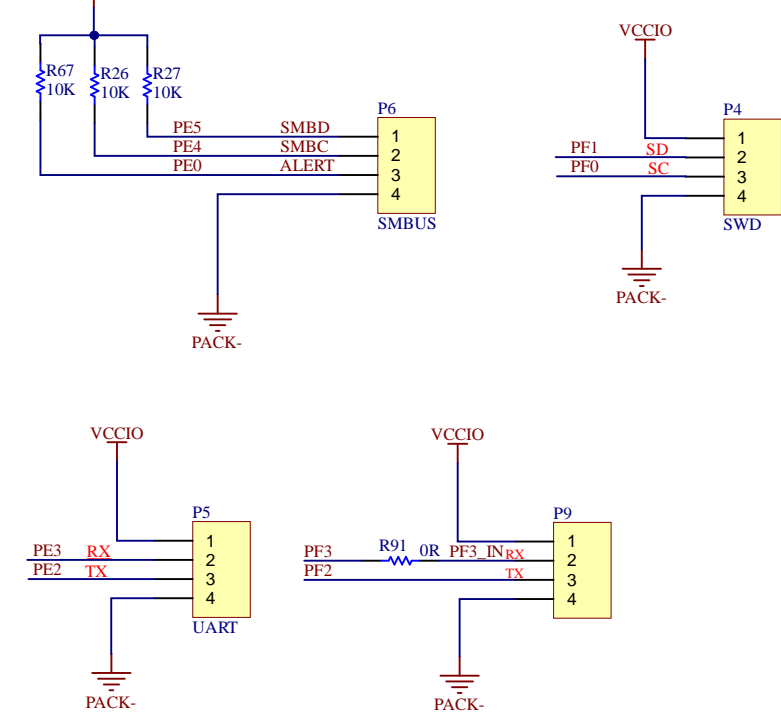 VCCIO
R67
10K
R26
10K
R27
10K
P6
PE5 SMBD 1
PE4 SMBC 2
PE0 ALERT 3
4
SMBUS
PACK-
P4
1
PF1 SD 2
PF0 SC 3
4
SWD
PACK-
VCCIO
P5
1
PE3 RX 2
PE2 TX 3
4
UART
PACK-
VCCIO
P9
1
PF3 R91 0R PF3_IN RX 2
PF2 TX 3
4
PACK-